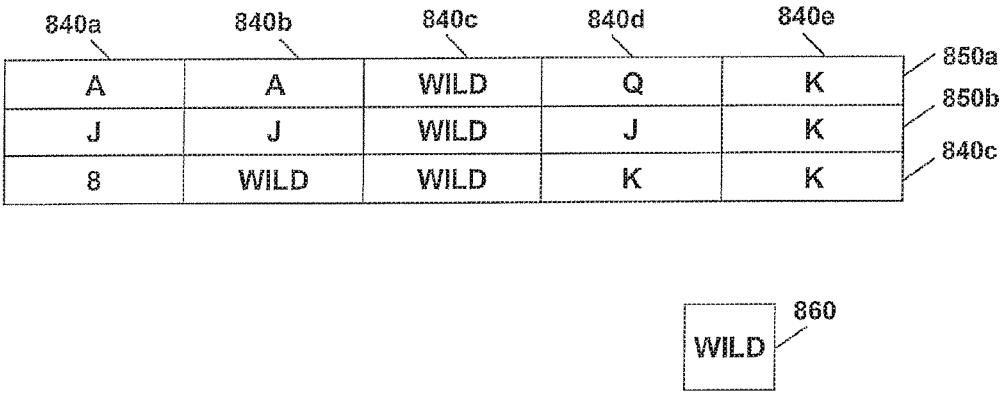 840a 840b 840c 840d 840e
A A WILD Q K 850a
J J WILD J K 850b
8 WILD WILD K K 840c
WILD 860